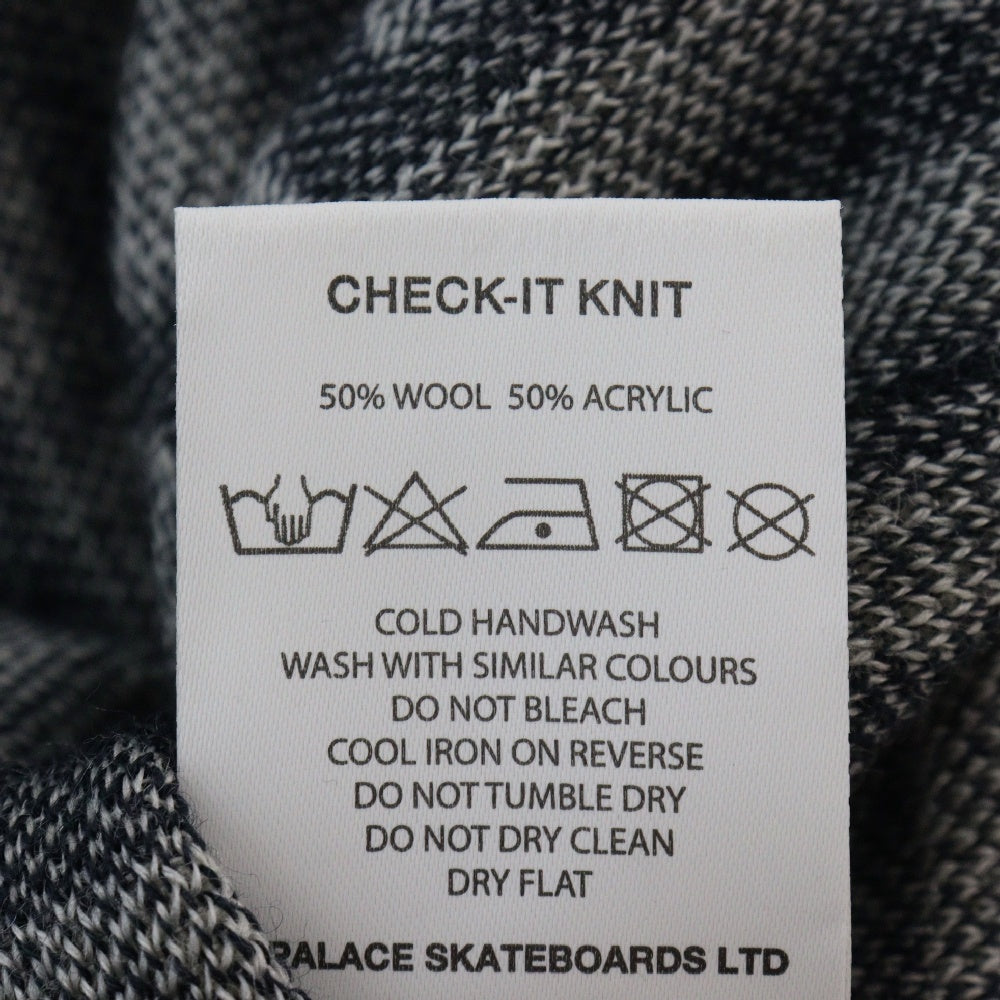 CHECK-IT KNIT
50% WOOL 50% ACRYLIC
COLD HANDWASH
WASH WITH SIMILAR COLOURS
DO NOT BLEACH
COOL IRON ON REVERSE
DO NOT TUMBLE DRY
DO NOT DRY CLEAN
DRY FLAT
PALACE SKATEBOARDS LTD